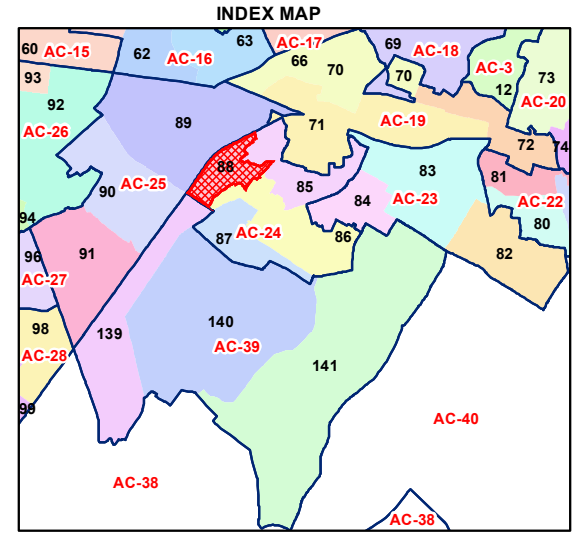 INDEX MAP
60 AC-15 62 AC-16 63 AC-17 69 AC-18
66 70 70 AC-3
93 92 12 73
AC-26 AC-20
89 71 AC-19 72 74
88 83 81
90 AC-25 85 84 AC-23 AC-22
94 87 AC-24 86 80
96 91 82
AC-27
98 139 140
AC-28 AC-39 141
99 AC-40
AC-38
AC-38